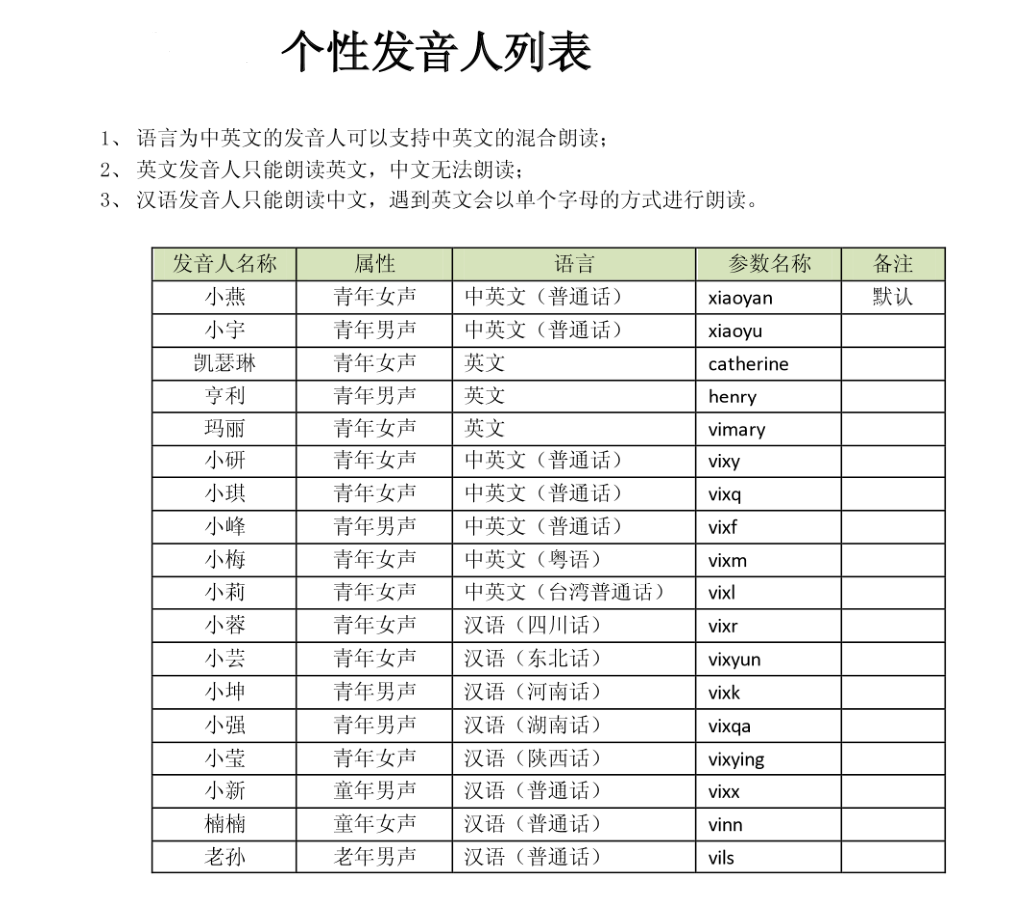 个性发音人列表
1、 语言为中英文的发音人可以支持中英文的混合朗读；
2、 英文发音人只能朗读英文，中文无法朗读；
3、 汉语发音人只能朗读中文，遇到英文会以单个字母的方式进行朗读。
发音人名称 属性 语言 参数名称 备注
小燕 青年女声 中英文（普通话） xiaoyan 默认
小宇 青年男声 中英文（普通话） xiaoyu
凯瑟琳 青年女声 英文 catherine
亨利 青年男声 英文 henry
玛丽 青年女声 英文 vimary
小研 青年女声 中英文（普通话） vixy
小琪 青年女声 中英文（普通话） vixq
小峰 青年男声 中英文（普通话） vixf
小梅 青年女声 中英文（粤语） vixm
小莉 青年女声 中英文（台湾普通话） vixl
小蓉 青年女声 汉语（四川话） vixr
小芸 青年女声 汉语（东北话） vixyun
小坤 青年男声 汉语（河南话） vixk
小强 青年男声 汉语（湖南话） vixqa
小莹 青年女声 汉语（陕西话） vixying
小新 童年男声 汉语（普通话） vixx
楠楠 童年女声 汉语（普通话） vinn
老孙 老年男声 汉语（普通话） vils